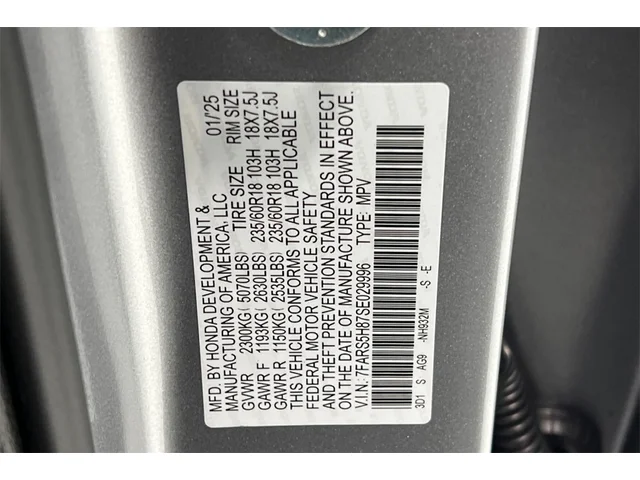 MFD. BY HONDA DEVELOPMENT & 01/25
MANUFACTURING OF AMERICA, LLC
TIRE SIZE RIM SIZE
GVWR 2300KG ( 5070LBS)
GAWR F 1193KG ( 2630LBS) 235/60R18 103H 18X7.5J
GAWR R 1150KG ( 2535LBS) 235/60R18 103H 18X7.5J
THIS VEHICLE CONFORMS TO ALL APPLICABLE
FEDERAL MOTOR VEHICLE SAFETY
AND THEFT PREVENTION STANDARDS IN EFFECT
ON THE DATE OF MANUFACTURE SHOWN ABOVE.
V.I.N.: 7FARS5H87SE029996 TYPE: MPV
3D1 S AG9 -NH932M -S -E